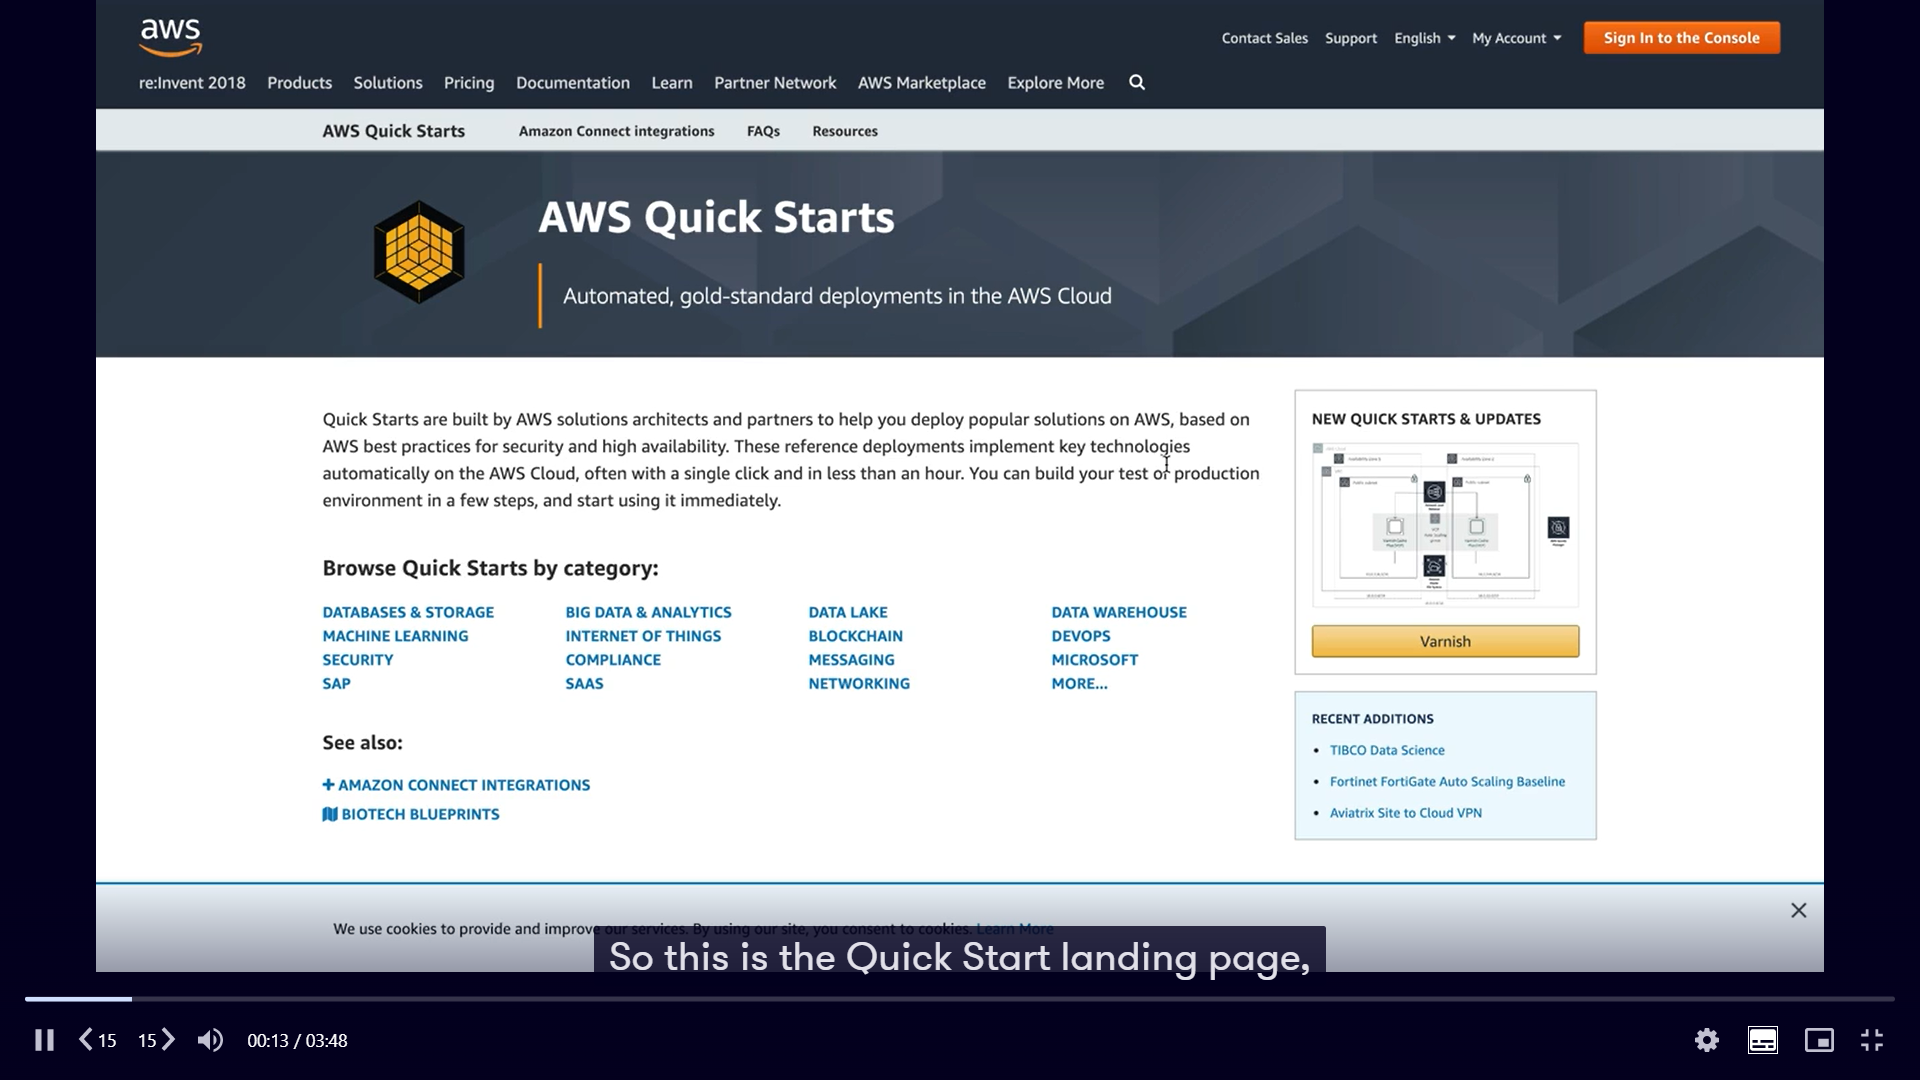 aws
Contact Sales Support English My Account Sign In to the Console
re:Invent 2018 Products Solutions Pricing Documentation Learn Partner Network AWS Marketplace Explore More
AWS Quick Starts Amazon Connect integrations FAQs Resources
AWS Quick Starts
Automated, gold-standard deployments in the AWS Cloud
Quick Starts are built by AWS solutions architects and partners to help you deploy popular solutions on AWS, based on
AWS best practices for security and high availability. These reference deployments implement key technologies
automatically on the AWS Cloud, often with a single click and in less than an hour. You can build your test or production
environment in a few steps, and start using it immediately.
Browse Quick Starts by category:
DATABASES & STORAGE BIG DATA & ANALYTICS DATA LAKE DATA WAREHOUSE
MACHINE LEARNING INTERNET OF THINGS BLOCKCHAIN DEVOPS
SECURITY COMPLIANCE MESSAGING MICROSOFT
SAP SAAS NETWORKING MORE...
See also:
AMAZON CONNECT INTEGRATIONS
BIOTECH BLUEPRINTS
NEW QUICK STARTS & UPDATES
Varnish
RECENT ADDITIONS
• TIBCO Data Science
• Fortinet FortiGate Auto Scaling Baseline
• Aviatrix Site to Cloud VPN
We use cookies to provide and improve our services. By using our site, you consent to cookies. Learn More
So this is the Quick Start landing page,
15 15 00:13 / 03:48